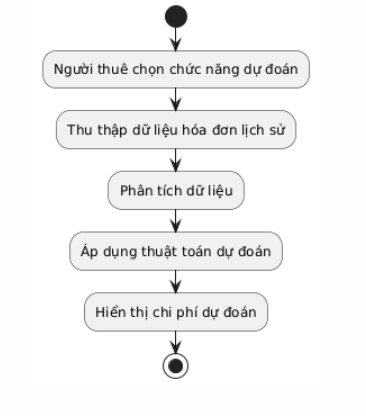 Người thuê chọn chức năng dự đoán
Thu thập dữ liệu hóa đơn lịch sử
Phân tích dữ liệu
Áp dụng thuật toán dự đoán
Hiển thị chi phí dự đoán